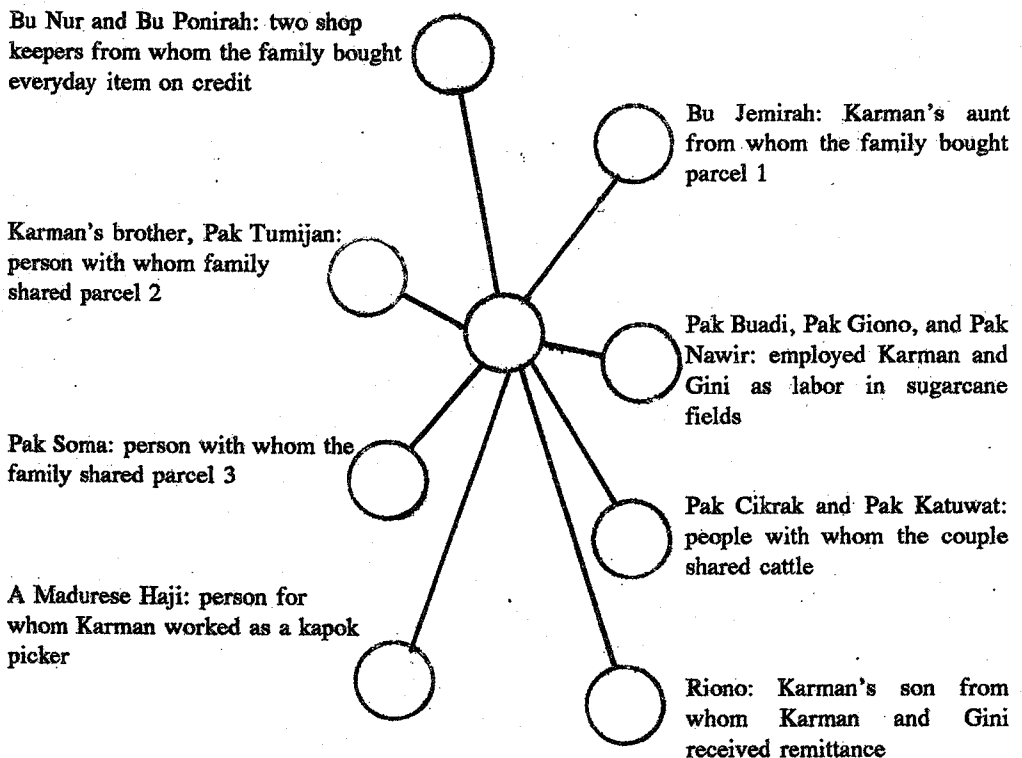 Bu Nur and Bu Ponirah: two shop
keepers from whom the family bought
everyday item on credit
Bu Jemirah: Karman's aunt
from whom the family bought
parcel 1
Karman's brother, Pak Tumijan:
person with whom family
shared parcel 2
Pak Buadi, Pak Giono, and Pak
Nawir: employed Karman and
Gini as labor in sugarcane
fields
Pak Soma: person with whom the
family shared parcel 3
Pak Cikrak and Pak Katuwat:
people with whom the couple
shared cattle
A Madurese Haji: person for
whom Karman worked as a kapok
picker
Riono: Karman's son from
whom Karman and Gini
received remittance